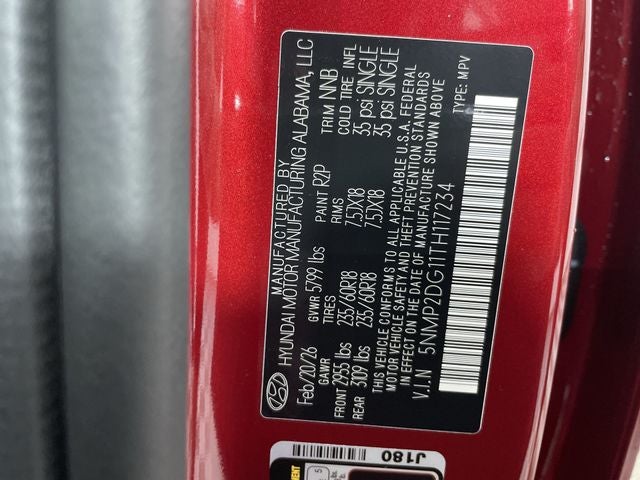 MANUFACTURED BY
HYUNDAI MOTOR MANUFACTURING ALABAMA, LLC
Feb/20/26 GVWR 5799 lbs PAINT R2P TRIM NNB
GAWR TIRES RIMS COLD TIRE INFL
FRONT 2955 lbs 235/60R18 7.5JX18 35 psi SINGLE
REAR 3109 lbs 235/60R18 7.5JX18 35 psi SINGLE
THIS VEHICLE CONFORMS TO ALL APPLICABLE U.S.A. FEDERAL
MOTOR VEHICLE SAFETY AND THEFT PREVENTION STANDARDS
IN EFFECT ON THE DATE OF MANUFACTURE SHOWN ABOVE
V.I.N 5NMP2DG11TH117234 TYPE: MPV
J180